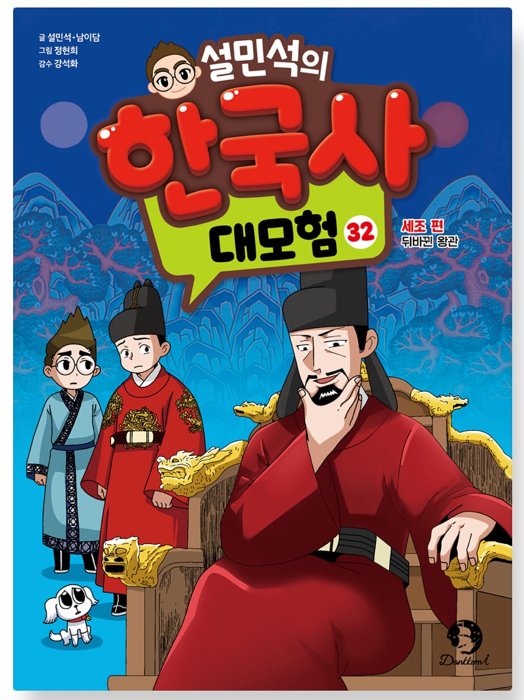 글 설민석·남이담
그림 정현희
감수 강석화
설민석의
한국사
대모험 32
세조 편
뒤바뀐 왕관
Dankkumi